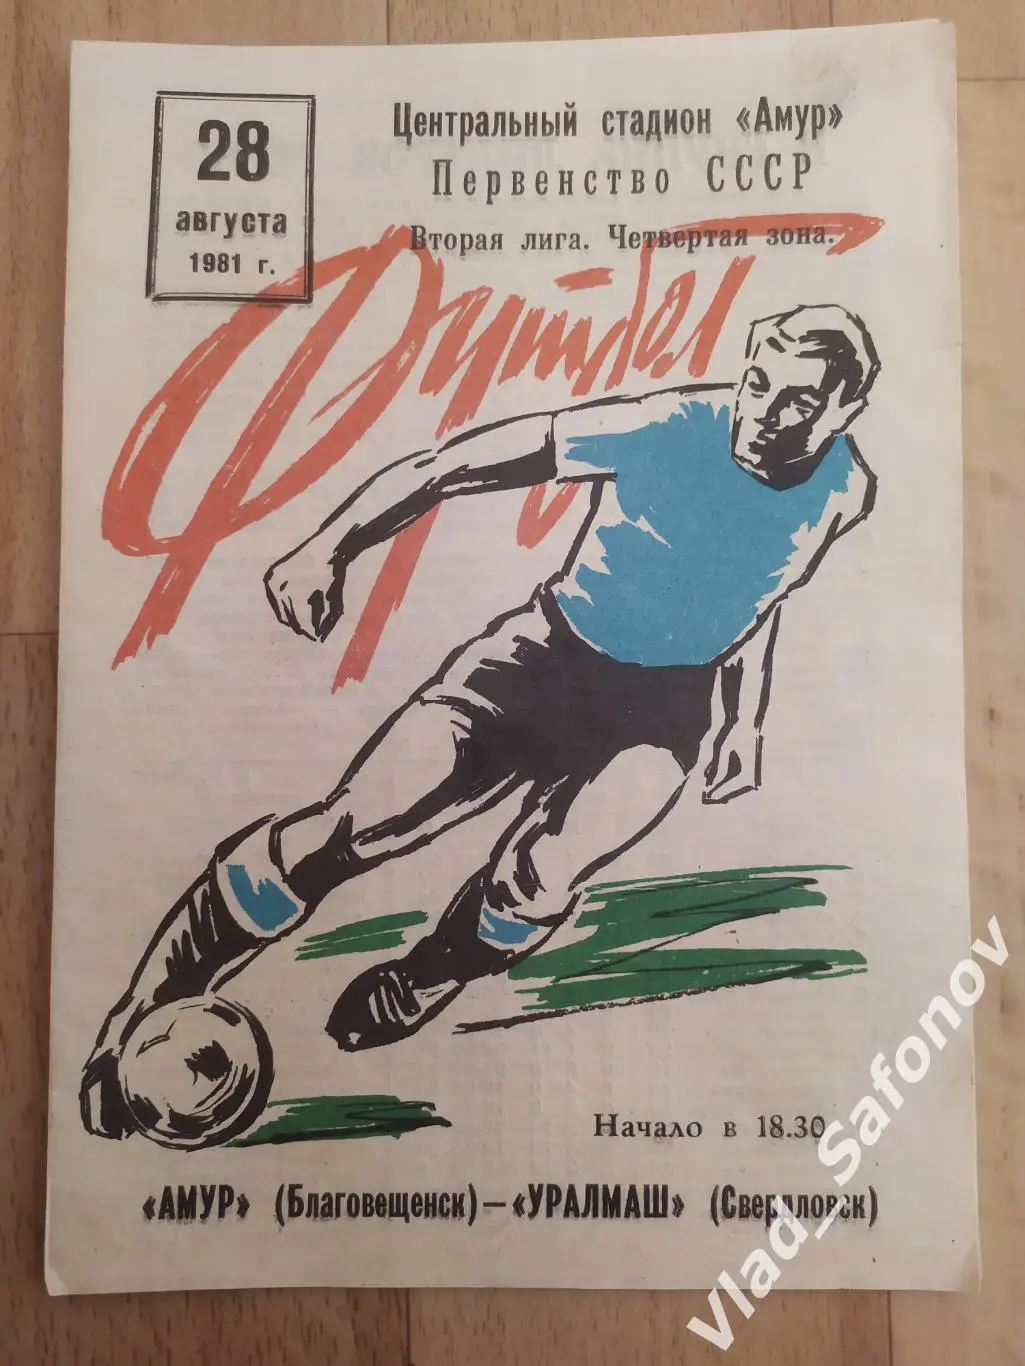 28
августа
1981 г.
Центральный стадион «Амур»
Первенство СССР
Вторая лига. Четвертая зона.
Футбол
Начало в 18.30
«АМУР» (Благовещенск) — «УРАЛМАШ» (Свердловск)
Vlad_Safonov